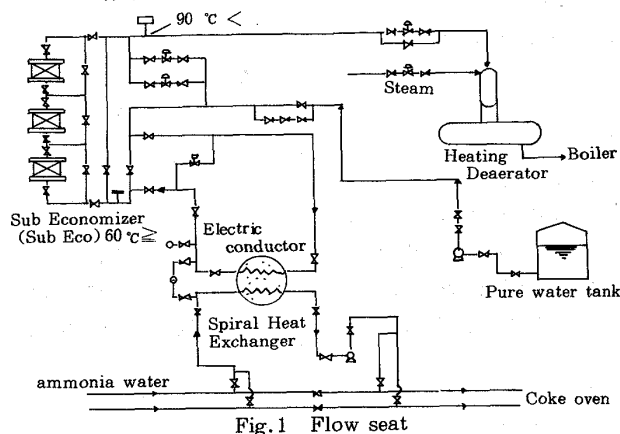 90 ℃ <
Steam
Heating
Deaerator
Boiler
Sub Economizer
(Sub Eco) 60 ℃ ≧
Electric
conductor
Pure water tank
Spiral Heat
Exchanger
ammonia water
Coke oven
Fig.1 Flow seat